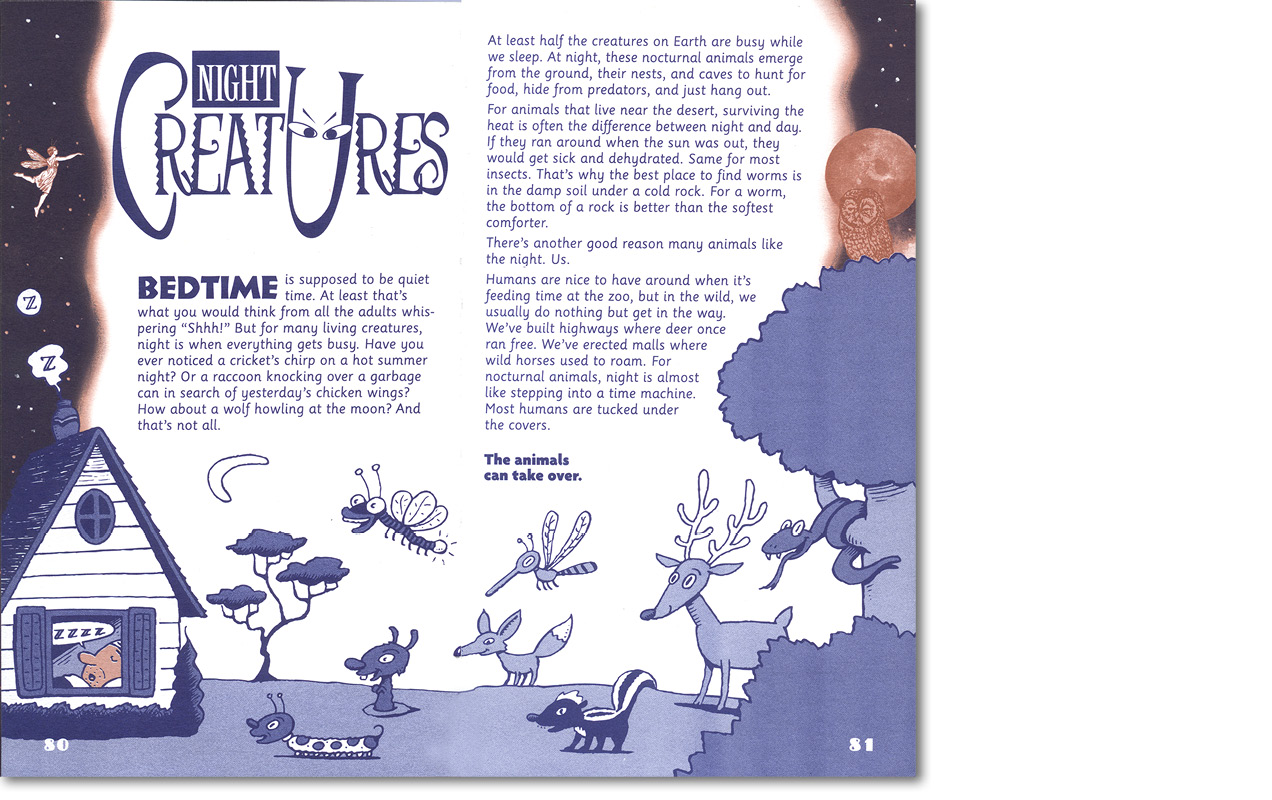 NIGHT
CREATURES
BEDTIME is supposed to be quiet
time. At least that's
what you would think from all the adults whis-
pering “Shhh!” But for many living creatures,
night is when everything gets busy. Have you
ever noticed a cricket's chirp on a hot summer
night? Or a raccoon knocking over a garbage
can in search of yesterday's chicken wings?
How about a wolf howling at the moon? And
that's not all.
Z
Z
ZZZZ
80
At least half the creatures on Earth are busy while
we sleep. At night, these nocturnal animals emerge
from the ground, their nests, and caves to hunt for
food, hide from predators, and just hang out.
For animals that live near the desert, surviving the
heat is often the difference between night and day.
If they ran around when the sun was out, they
would get sick and dehydrated. Same for most
insects. That's why the best place to find worms is
in the damp soil under a cold rock. For a worm,
the bottom of a rock is better than the softest
comforter.
There's another good reason many animals like
the night. Us.
Humans are nice to have around when it's
feeding time at the zoo, but in the wild, we
usually do nothing but get in the way.
We've built highways where deer once
ran free. We've erected malls where
wild horses used to roam. For
nocturnal animals, night is almost
like stepping into a time machine.
Most humans are tucked under
the covers.
The animals
can take over.
81